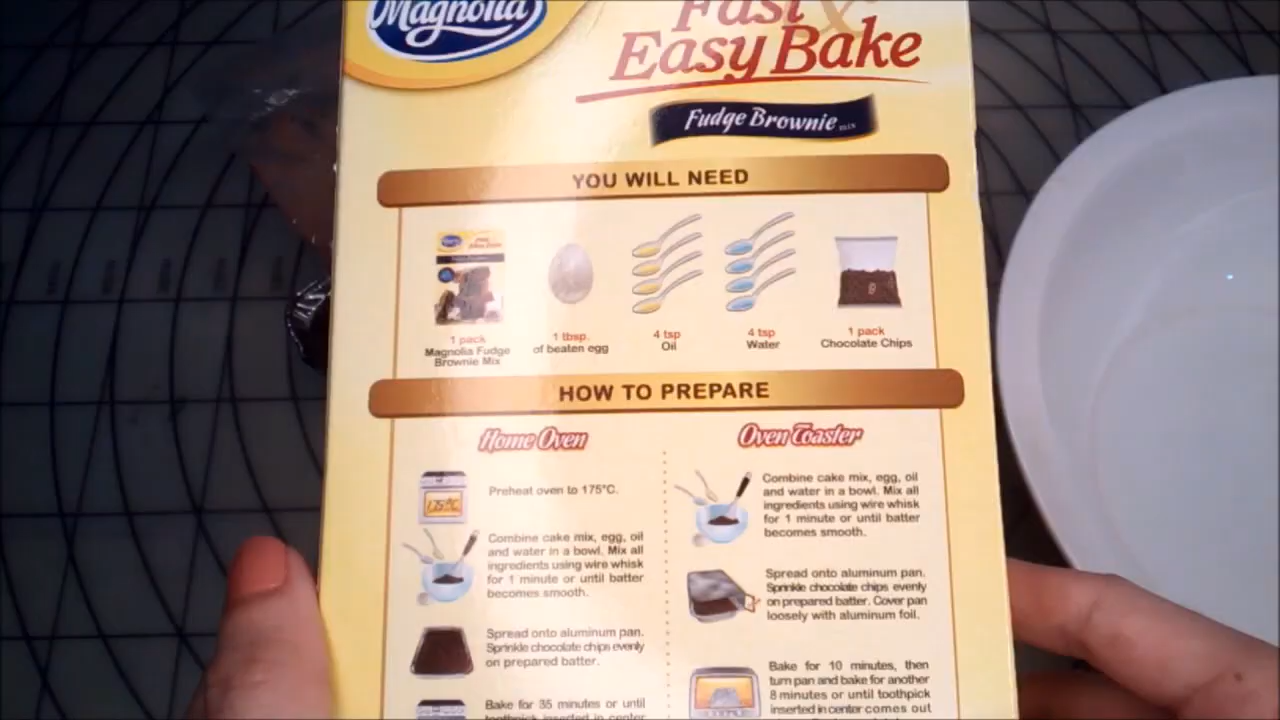 Magnolia
Fast &
Easy Bake
Fudge Brownie mix
YOU WILL NEED
1 pack
Magnolia Fudge
Brownie Mix
1 tbsp.
of beaten egg
4 tsp
Oil
4 tsp
Water
1 pack
Chocolate Chips
HOW TO PREPARE
Home Oven
175°C
Preheat oven to 175°C.
Combine cake mix, egg, oil
and water in a bowl. Mix all
ingredients using wire whisk
for 1 minute or until batter
becomes smooth.
Spread onto aluminum pan.
Sprinkle chocolate chips evenly
on prepared batter.
Bake for 35 minutes or until
toothpick inserted in center
Oven Toaster
Combine cake mix, egg, oil
and water in a bowl. Mix all
ingredients using wire whisk
for 1 minute or until batter
becomes smooth.
Spread onto aluminum pan.
Sprinkle chocolate chips evenly
on prepared batter. Cover pan
loosely with aluminum foil.
Bake for 10 minutes, then
turn pan and bake for another
8 minutes or until toothpick
inserted in center comes out